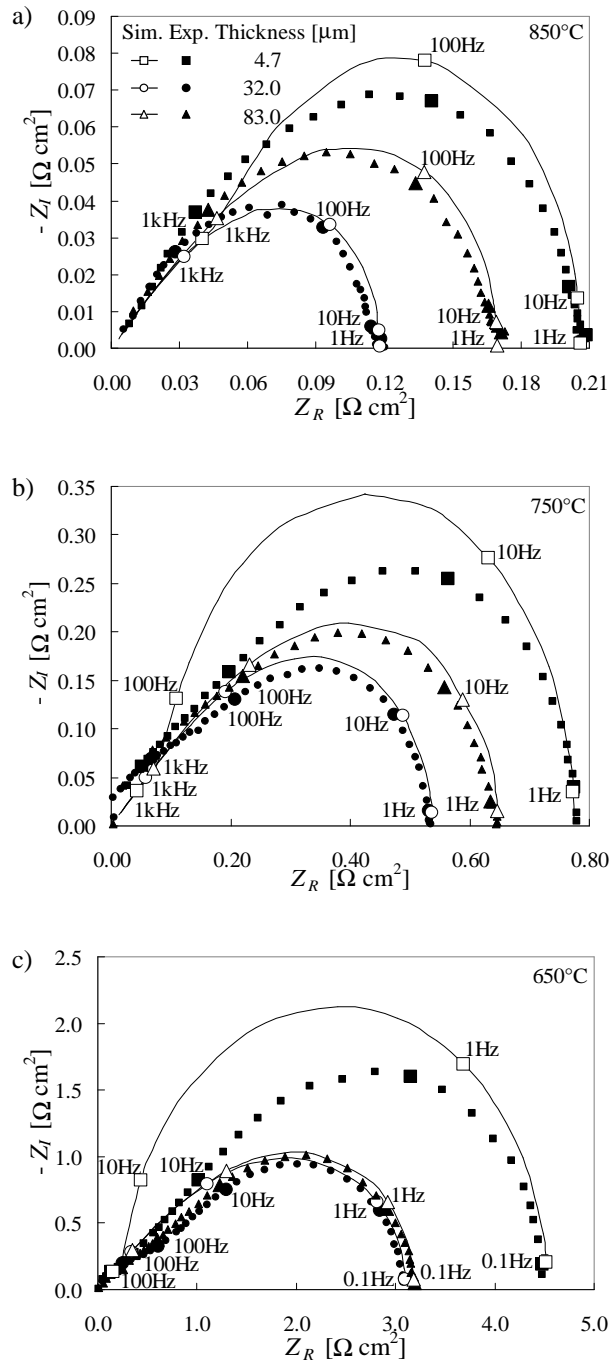 a)
850°C
Sim. Exp. Thickness [μm]
4.7
32.0
83.0
0.09
0.08
0.07
0.06
0.05
0.04
0.03
0.02
0.01
0.00
- Z_I [Ω cm²]
100Hz
100Hz
100Hz
1kHz
1kHz
1kHz
10Hz
10Hz
10Hz
1Hz
1Hz
1Hz
0.00 0.03 0.06 0.09 0.12 0.15 0.18 0.21
Z_R [Ω cm²]
b)
750°C
0.35
0.30
0.25
0.20
0.15
0.10
0.05
0.00
- Z_I [Ω cm²]
10Hz
100Hz
10Hz
100Hz
100Hz
10Hz
1kHz
1kHz
1kHz
1Hz
1Hz
1Hz
0.00 0.20 0.40 0.60 0.80
Z_R [Ω cm²]
c)
650°C
2.5
2.0
1.5
1.0
0.5
0.0
- Z_I [Ω cm²]
1Hz
10Hz
10Hz
10Hz
1Hz
1Hz
100Hz
100Hz
100Hz
0.1Hz
0.1Hz
0.1Hz
0.0 1.0 2.0 3.0 4.0 5.0
Z_R [Ω cm²]